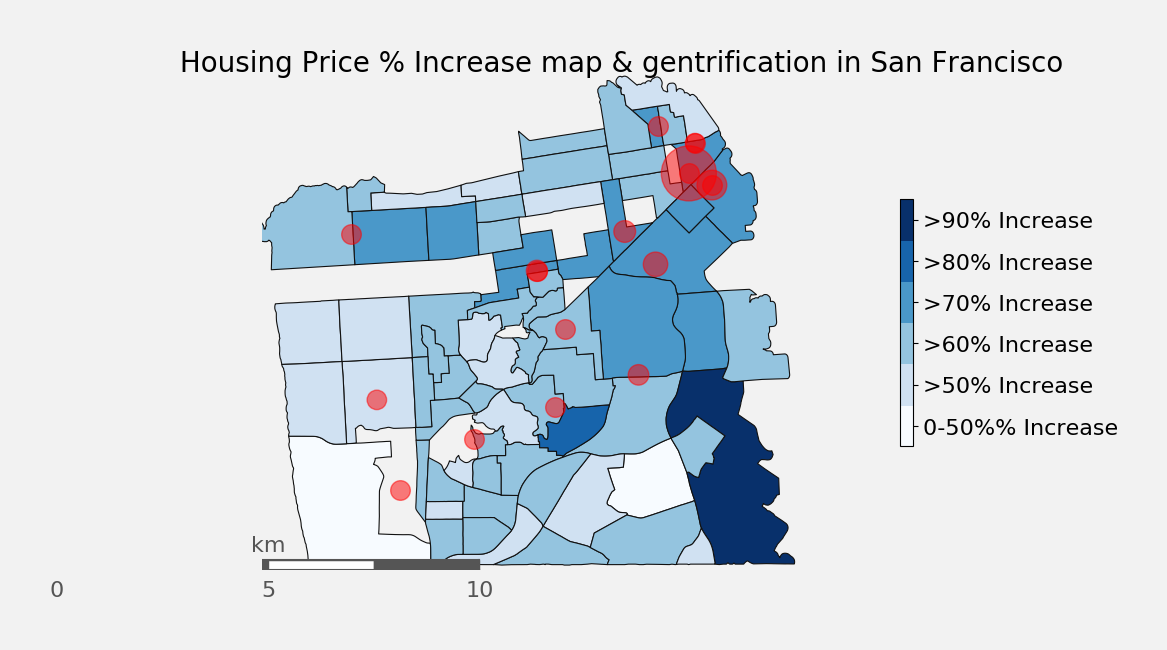 Housing Price % Increase map & gentrification in San Francisco
>90% Increase
>80% Increase
>70% Increase
>60% Increase
>50% Increase
0-50%% Increase
km
0 5 10